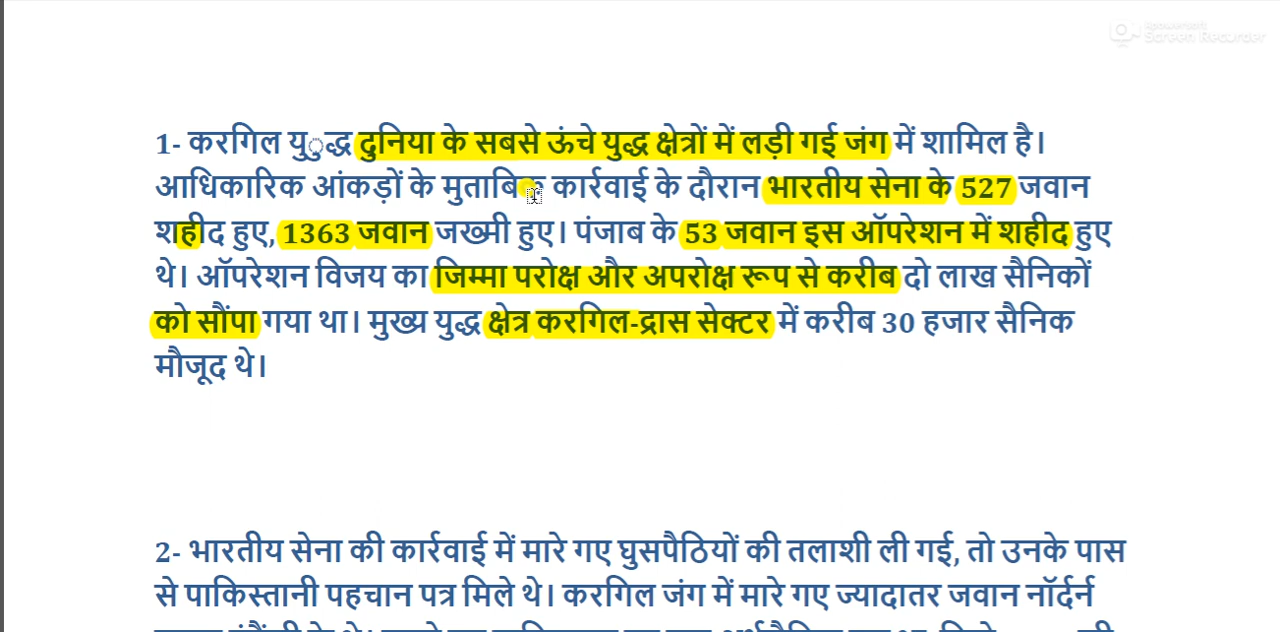 Apowersoft
Screen Recorder
1- करगिल युुद्ध दुनिया के सबसे ऊंचे युद्ध क्षेत्रों में लड़ी गई जंग में शामिल है।
आधिकारिक आंकड़ों के मुताबिक कार्रवाई के दौरान भारतीय सेना के 527 जवान
शहीद हुए, 1363 जवान जख्मी हुए। पंजाब के 53 जवान इस ऑपरेशन में शहीद हुए
थे। ऑपरेशन विजय का जिम्मा परोक्ष और अपरोक्ष रूप से करीब दो लाख सैनिकों
को सौंपा गया था। मुख्य युद्ध क्षेत्र करगिल-द्रास सेक्टर में करीब 30 हजार सैनिक
मौजूद थे।
2- भारतीय सेना की कार्रवाई में मारे गए घुसपैठियों की तलाशी ली गई, तो उनके पास
से पाकिस्तानी पहचान पत्र मिले थे। करगिल जंग में मारे गए ज्यादातर जवान नॉर्दर्न